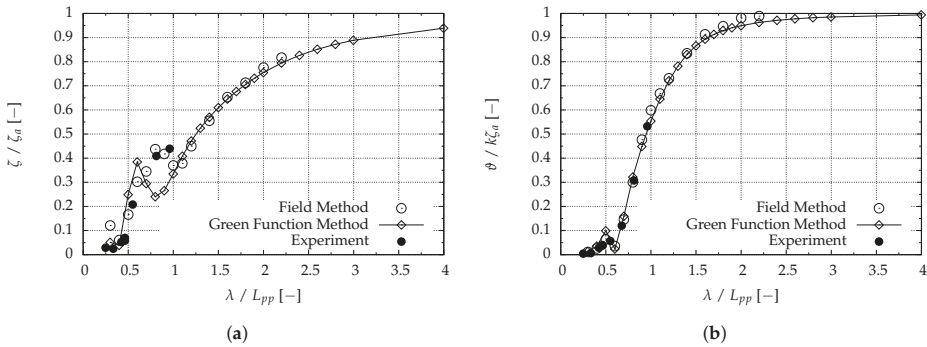 1
0.9
0.8
0.7
0.6
0.5
0.4
0.3
0.2
0.1
0
ζ / ζa [−]
Field Method
Green Function Method
Experiment
0 0.5 1 1.5 2 2.5 3 3.5 4
λ / Lpp [−]
(a)
1
0.9
0.8
0.7
0.6
0.5
0.4
0.3
0.2
0.1
0
ϑ / kζa [−]
Field Method
Green Function Method
Experiment
0 0.5 1 1.5 2 2.5 3 3.5 4
λ / Lpp [−]
(b)